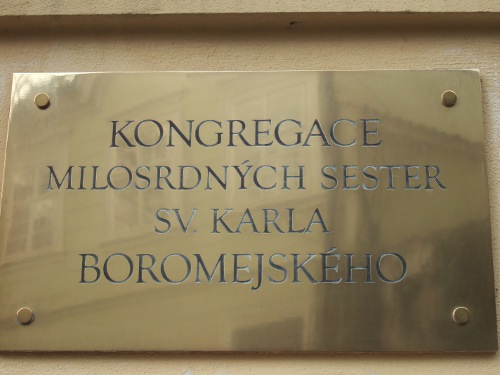 KONGREGACE
MILOSRDNÝCH SESTER
SV. KARLA
BOROMEJSKÉHO